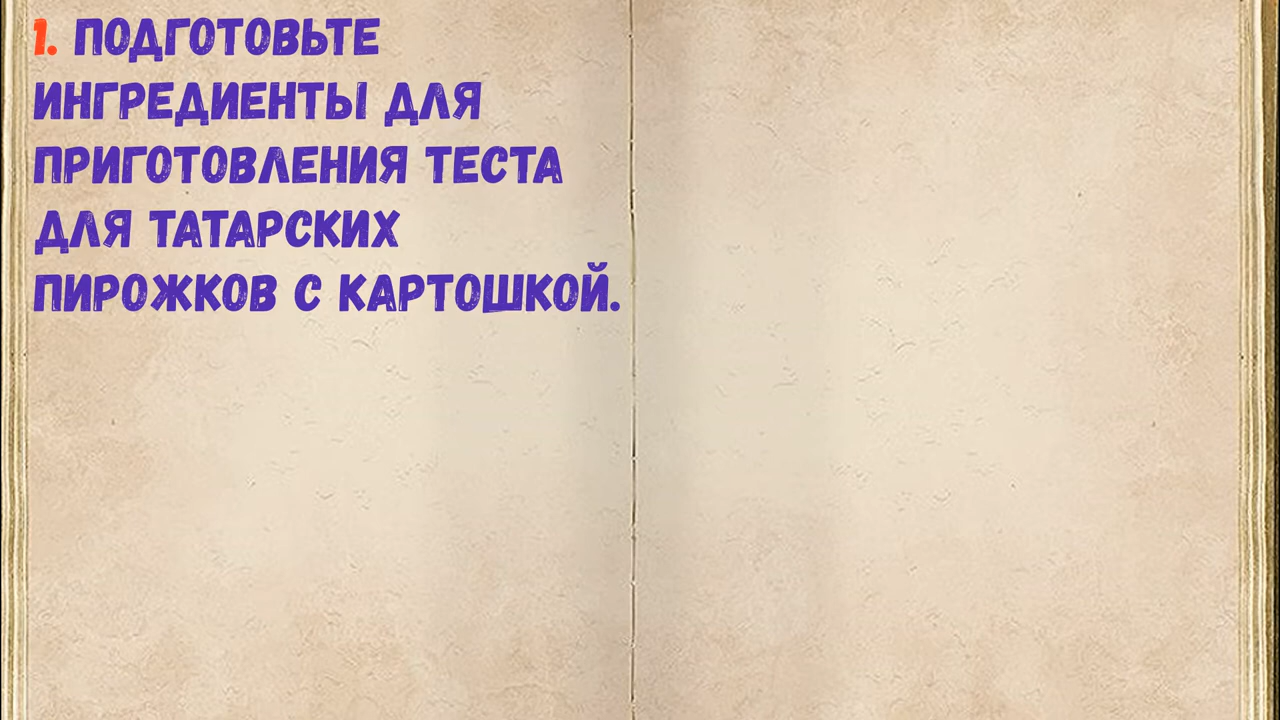 1. ПОДГОТОВЬТЕ
ИНГРЕДИЕНТЫ ДЛЯ
ПРИГОТОВЛЕНИЯ ТЕСТА
ДЛЯ ТАТАРСКИХ
ПИРОЖКОВ С КАРТОШКОЙ.